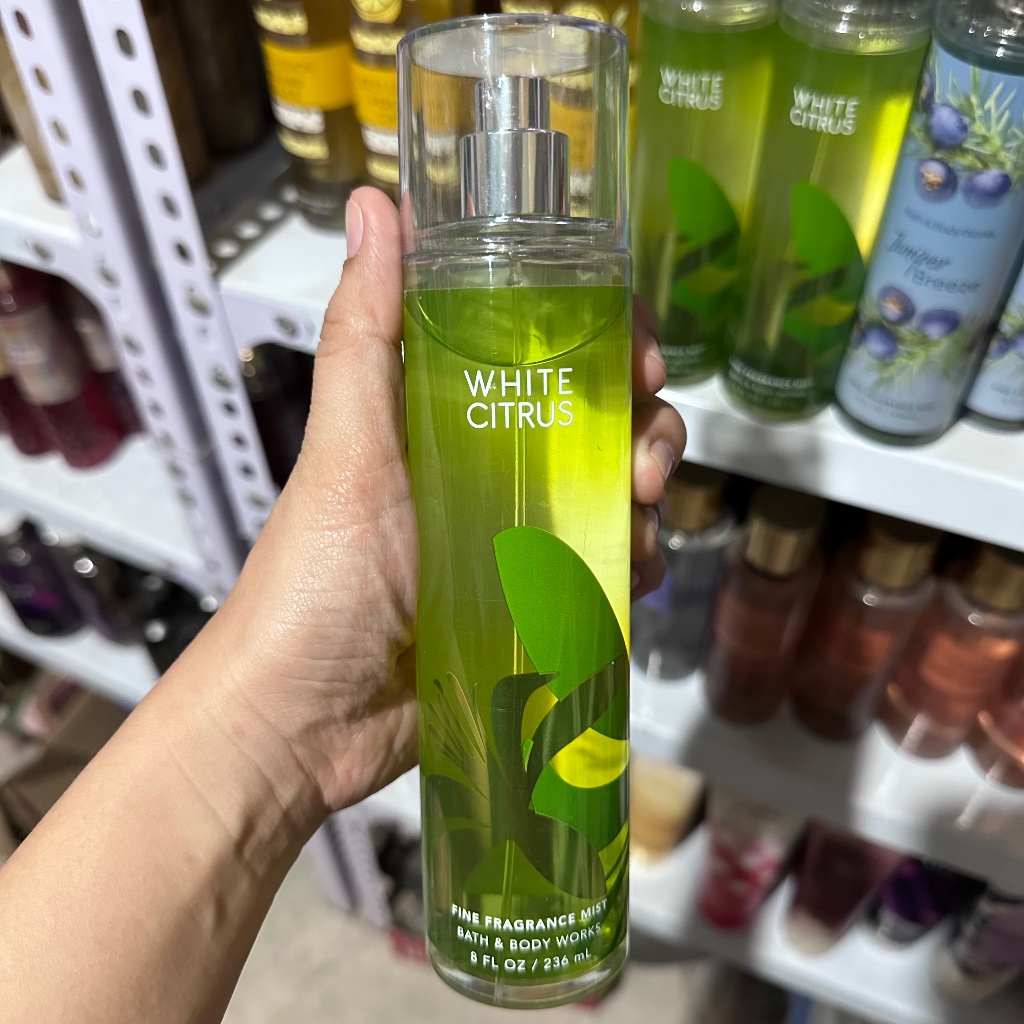 WHITE
CITRUS
FINE FRAGRANCE MIST
BATH & BODY WORKS
8 FL OZ / 236 mL
WHITE
CITRUS
WHITE
CITRUS
Juniper
Breeze